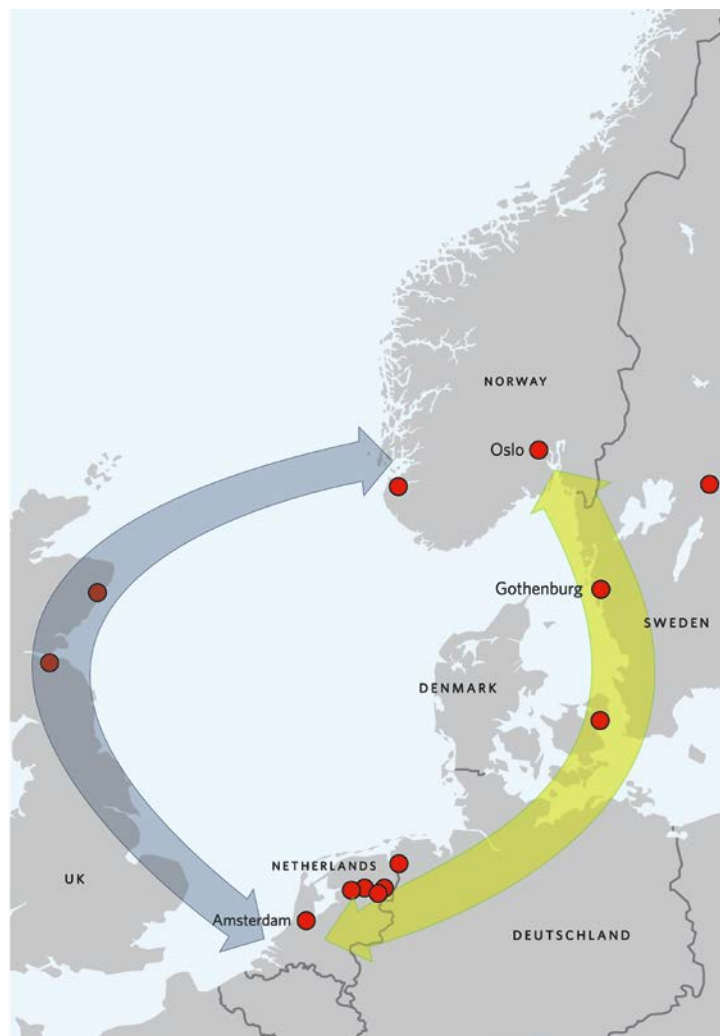 NORWAY
Oslo
Gothenburg
SWEDEN
DENMARK
NETHERLANDS
UK
Amsterdam
DEUTSCHLAND